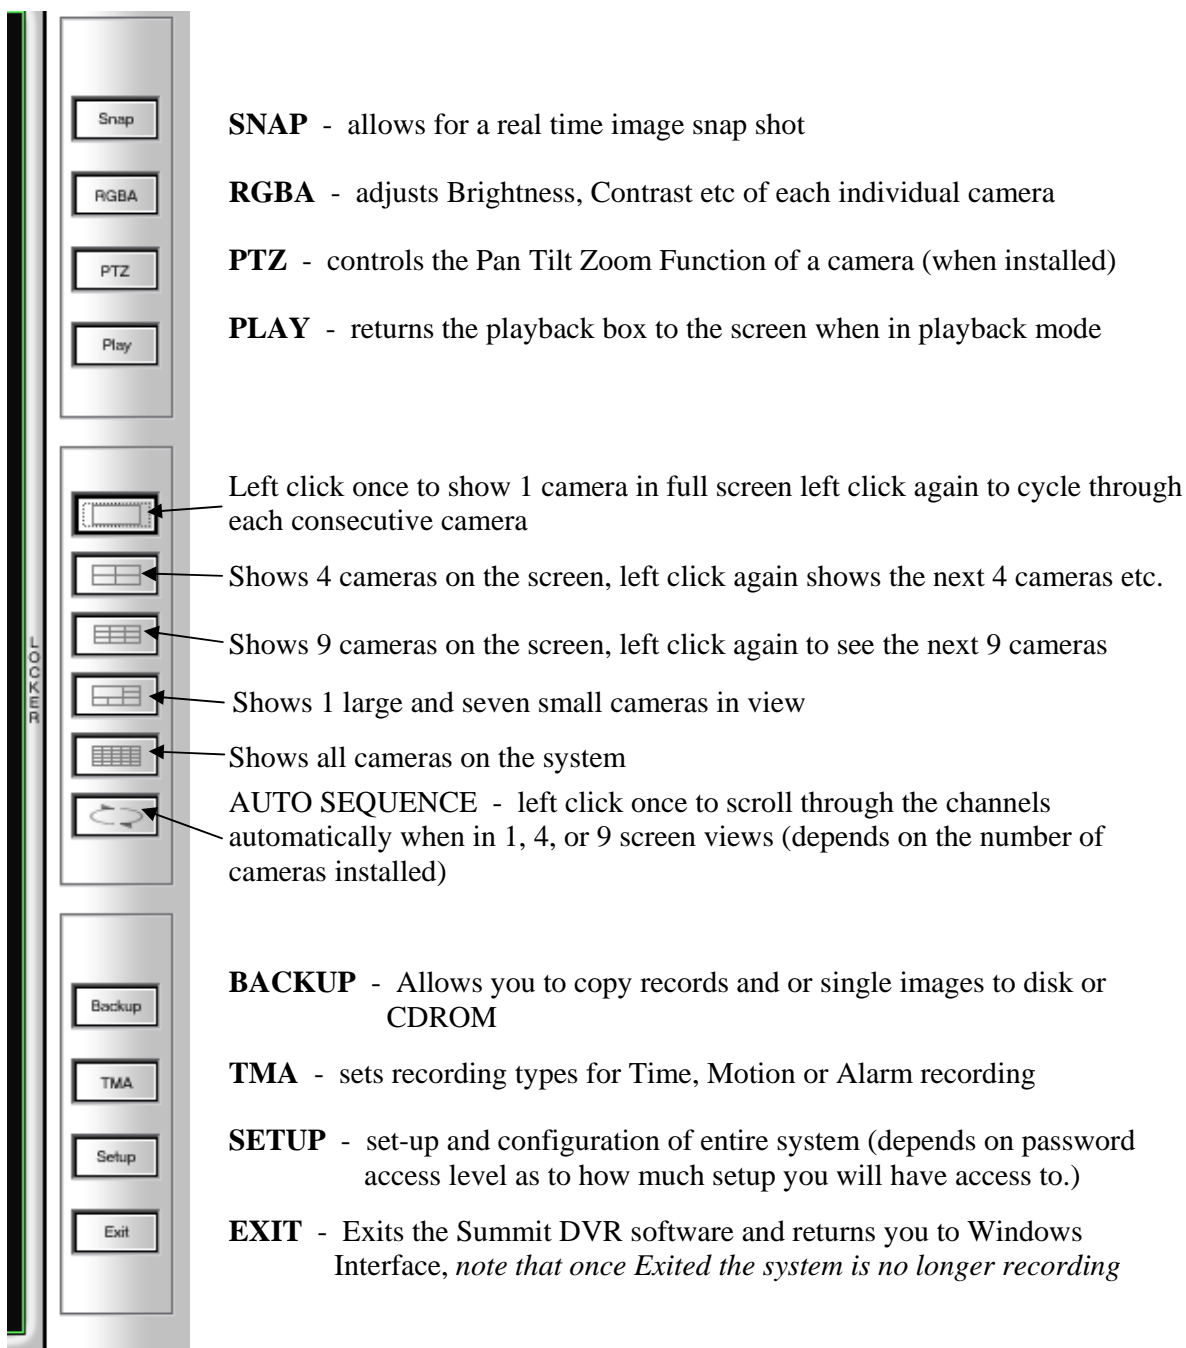 Snap
SNAP - allows for a real time image snap shot
RGBA
RGBA - adjusts Brightness, Contrast etc of each individual camera
PTZ
PTZ - controls the Pan Tilt Zoom Function of a camera (when installed)
Play
PLAY - returns the playback box to the screen when in playback mode
Left click once to show 1 camera in full screen left click again to cycle through
each consecutive camera
Shows 4 cameras on the screen, left click again shows the next 4 cameras etc.
Shows 9 cameras on the screen, left click again to see the next 9 cameras
LOCKER
Shows 1 large and seven small cameras in view
Shows all cameras on the system
AUTO SEQUENCE - left click once to scroll through the channels
automatically when in 1, 4, or 9 screen views (depends on the number of
cameras installed)
Backup
BACKUP - Allows you to copy records and or single images to disk or
CDROM
TMA
TMA - sets recording types for Time, Motion or Alarm recording
Setup
SETUP - set-up and configuration of entire system (depends on password
access level as to how much setup you will have access to.)
Exit
EXIT - Exits the Summit DVR software and returns you to Windows
Interface, note that once Exited the system is no longer recording